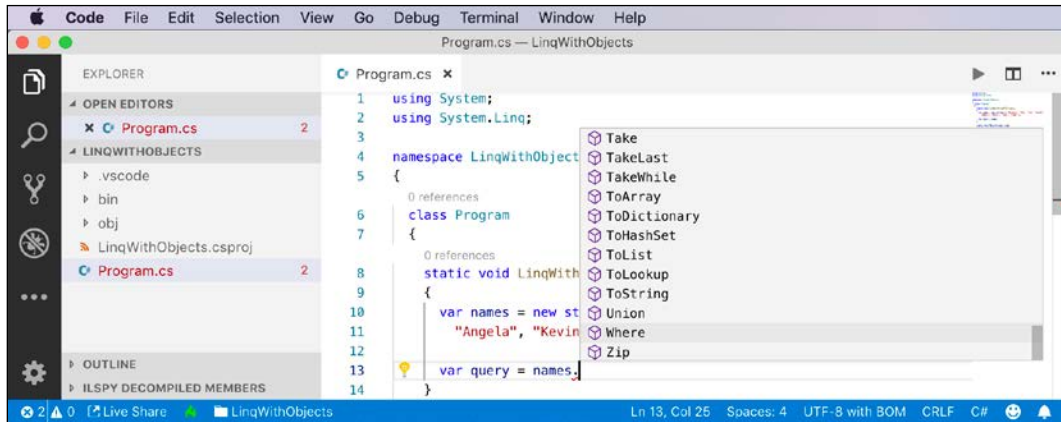 Code File Edit Selection View Go Debug Terminal Window Help
Program.cs — LinqWithObjects
EXPLORER
OPEN EDITORS
Program.cs 2
LINQWITHOBJECTS
.vscode
bin
obj
LinqWithObjects.csproj
Program.cs 2
OUTLINE
ILSPY DECOMPILED MEMBERS
Program.cs
1 using System;
2 using System.Linq;
3
4 namespace LinqWithObject
5 {
0 references
6 class Program
7 {
0 references
8 static void LinqWith
9 {
10 var names = new st
11 "Angela", "Kevin
12
13 var query = names.
14 }
Take
TakeLast
TakeWhile
ToArray
ToDictionary
ToHashSet
ToList
ToLookup
ToString
Union
Where
Zip
2 0 Live Share LinqWithObjects Ln 13, Col 25 Spaces: 4 UTF-8 with BOM CRLF C#